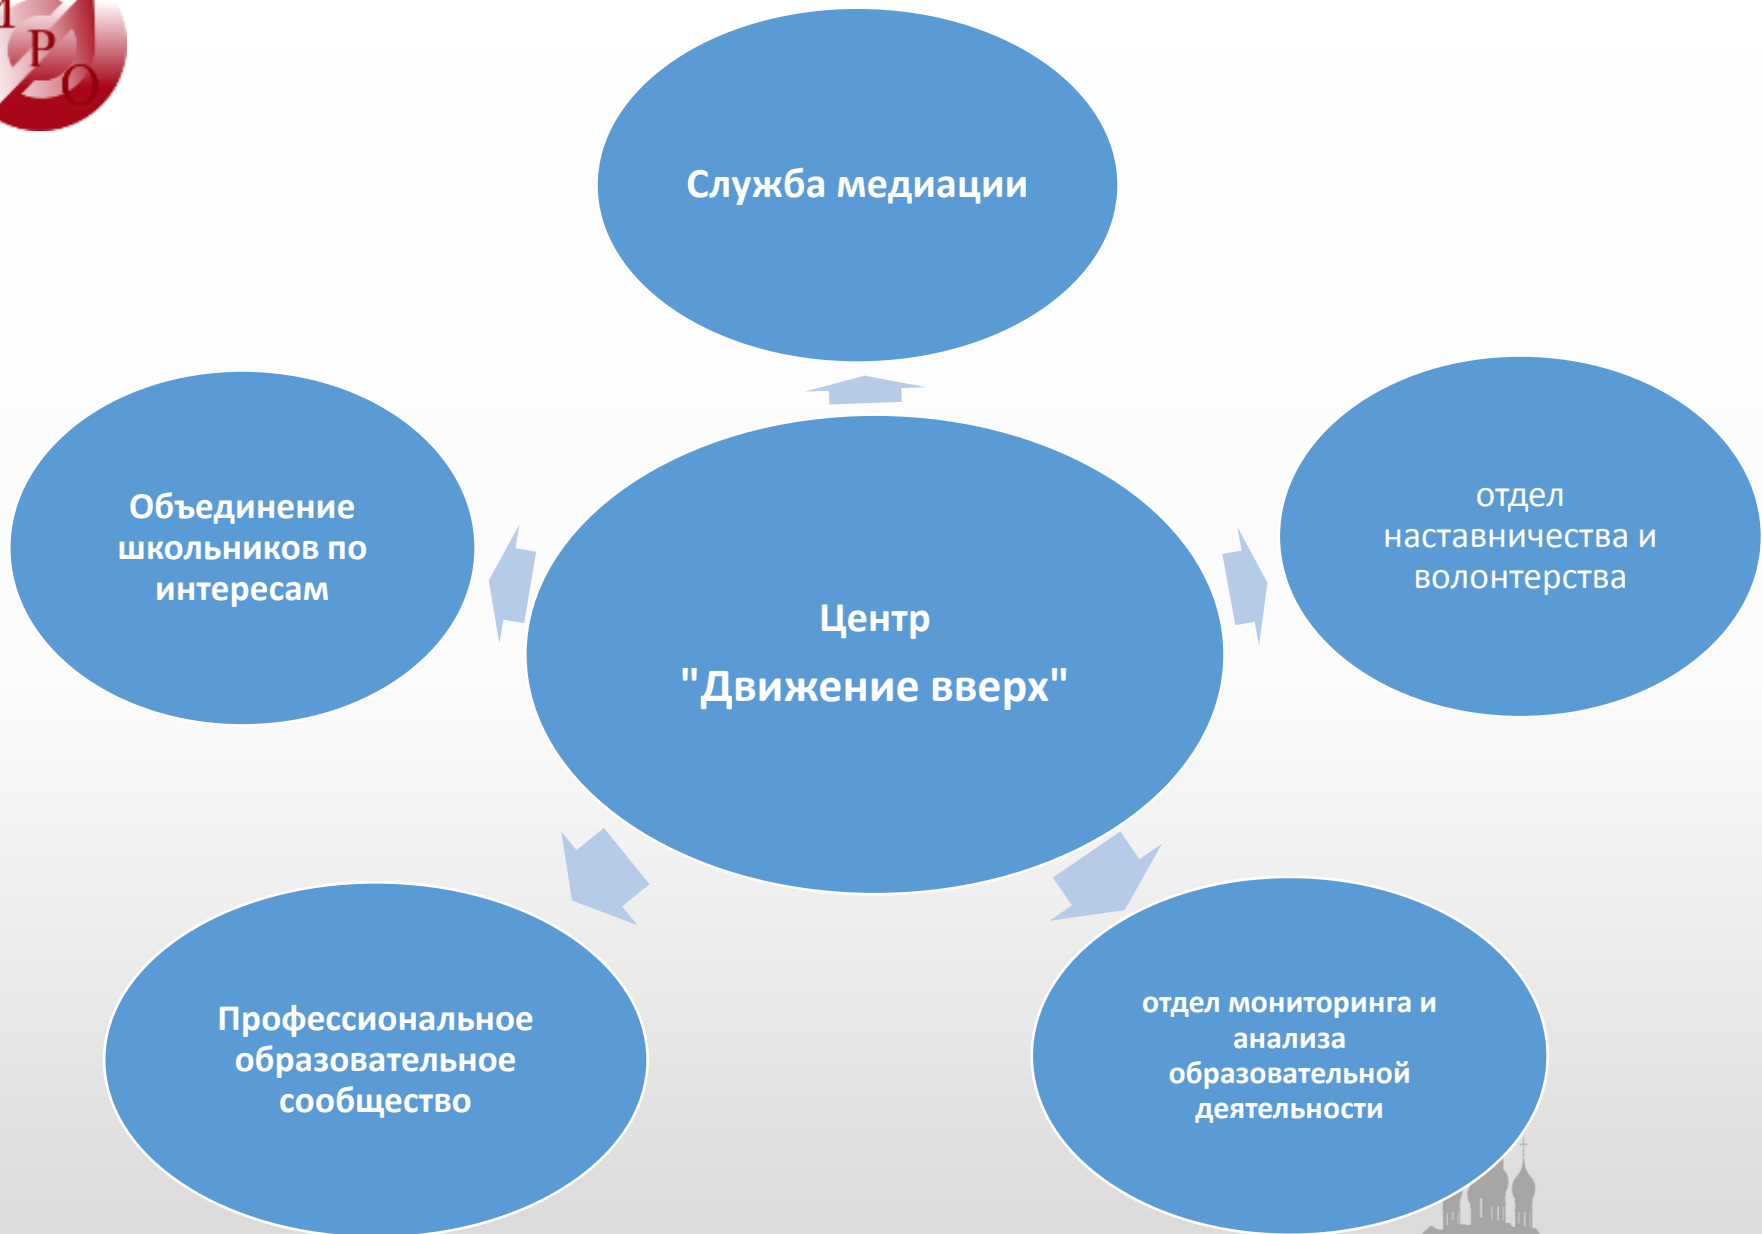 Р
О
Служба медиации
Объединение
школьников по
интересам
отдел
наставничества и
волонтерства
Центр
"Движение вверх"
Профессиональное
образовательное
сообщество
отдел мониторинга и
анализа
образовательной
деятельности